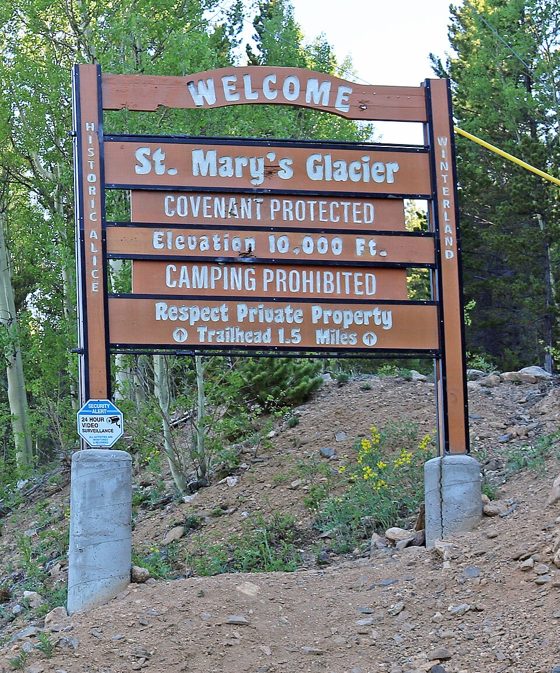 WELCOME
HISTORIC ALICE
WINTERLAND
St. Mary's Glacier
COVENANT PROTECTED
Elevation 10,000 Ft.
CAMPING PROHIBITED
Respect Private Property
Trailhead 1.5 Miles
SECURITY ALERT
24 HOUR
VIDEO
SURVEILLANCE